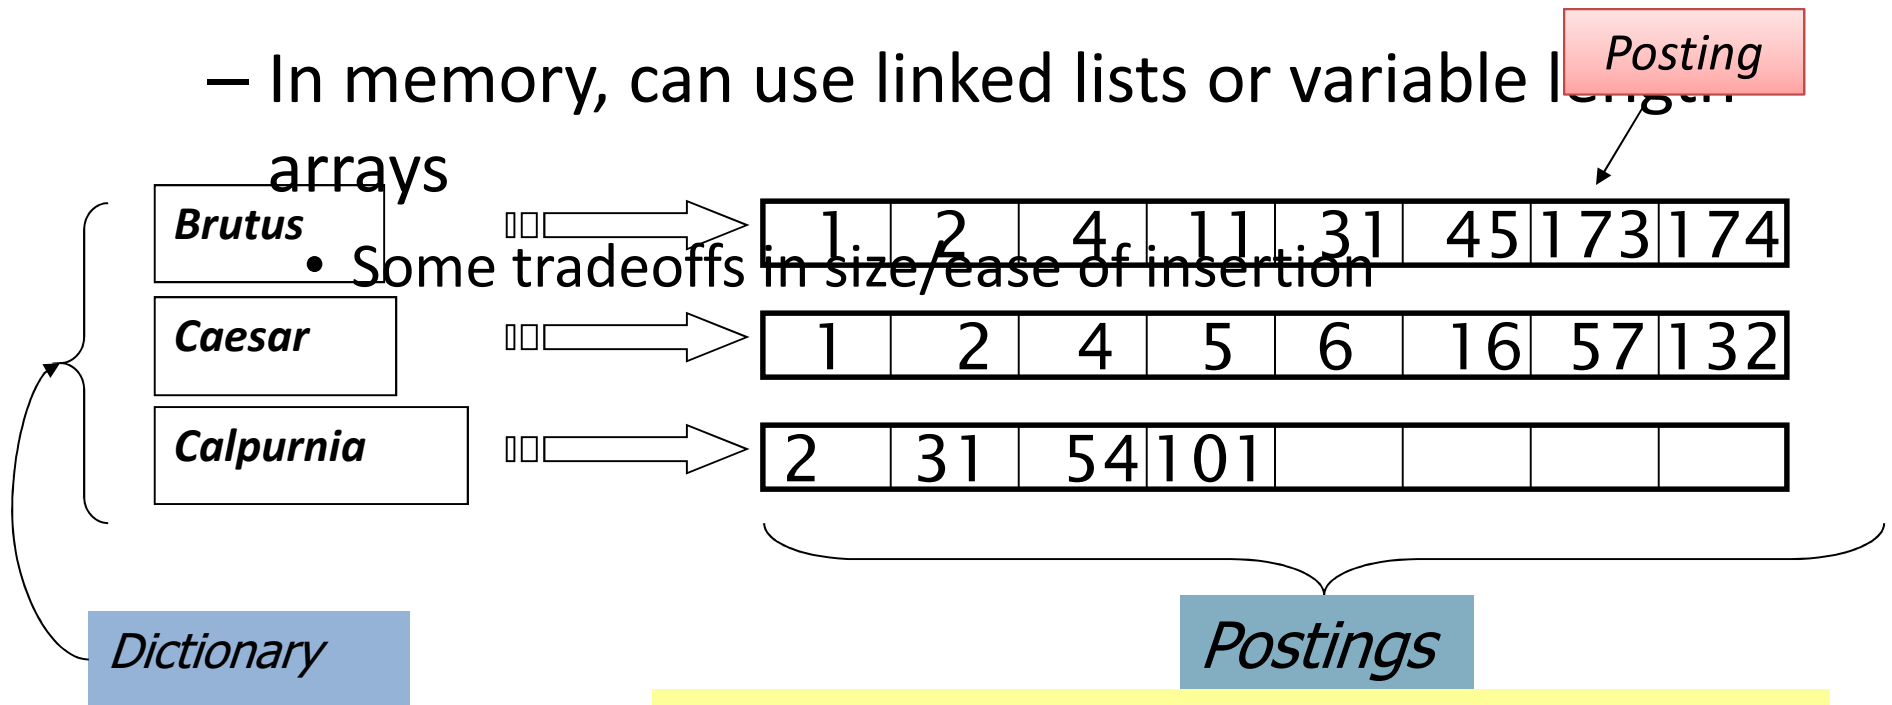 – In memory, can use linked lists or variable length
Posting
arrays
Brutus 1 2 4 11 31 45 173 174
• Some tradeoffs in size/ease of insertion
Caesar 1 2 4 5 6 16 57 132
Calpurnia 2 31 54 101
Dictionary
Postings